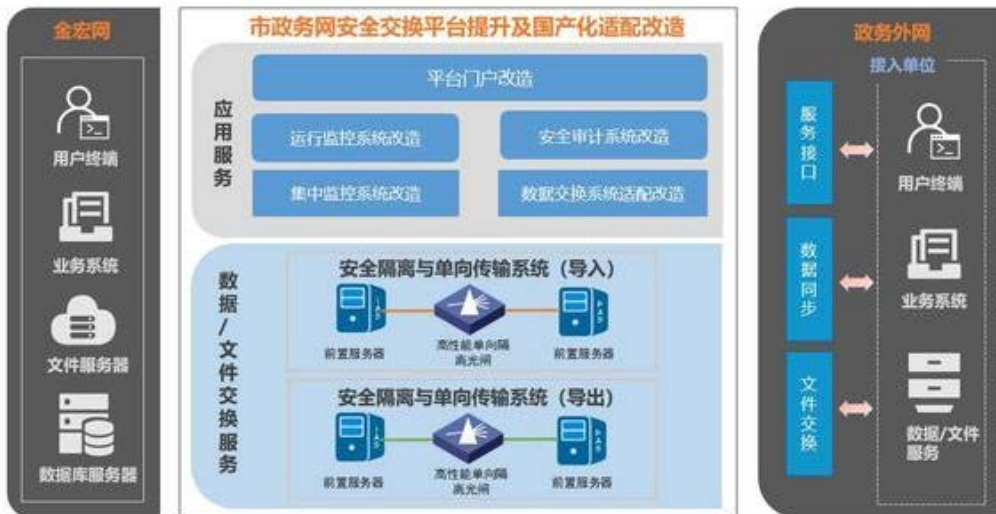 金宏网
用户终端
业务系统
文件服务器
数据库服务器
市政务网安全交换平台提升及国产化适配改造
应用服务
平台门户改造
运行监控系统改造
安全审计系统改造
集中监控系统改造
数据交换系统适配改造
数据/文件交换服务
安全隔离与单向传输系统（导入）
前置服务器
高性能单向隔
离光闸
前置服务器
安全隔离与单向传输系统（导出）
前置服务器
高性能单向隔
离光闸
前置服务器
政务外网
接入单位
服务接口
数据同步
文件交换
用户终端
业务系统
数据/文件
服务